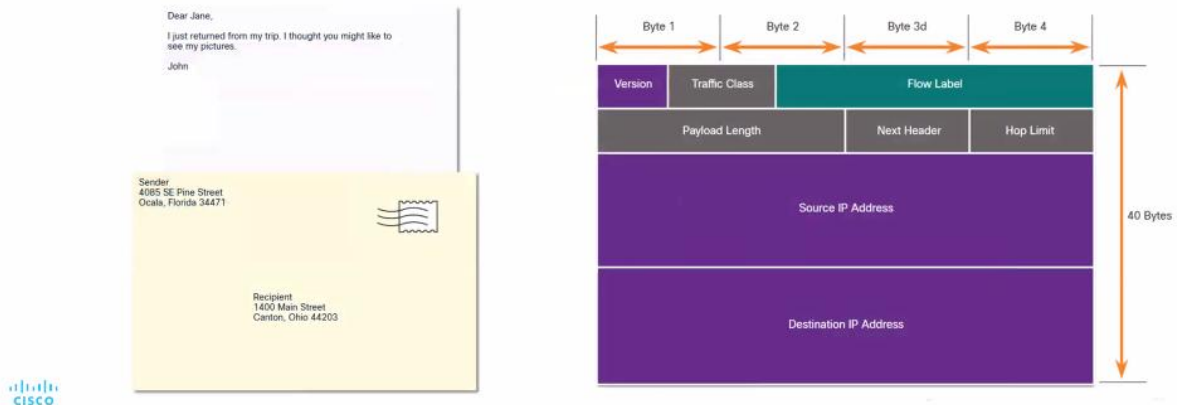 Dear Jane,
I just returned from my trip. I thought you might like to
see my pictures.
John
Sender
4085 SE Pine Street
Ocala, Florida 34471
Recipient
1400 Main Street
Canton, Ohio 44203
CISCO
Byte 1
Byte 2
Byte 3d
Byte 4
Version
Traffic Class
Flow Label
Payload Length
Next Header
Hop Limit
Source IP Address
Destination IP Address
40 Bytes